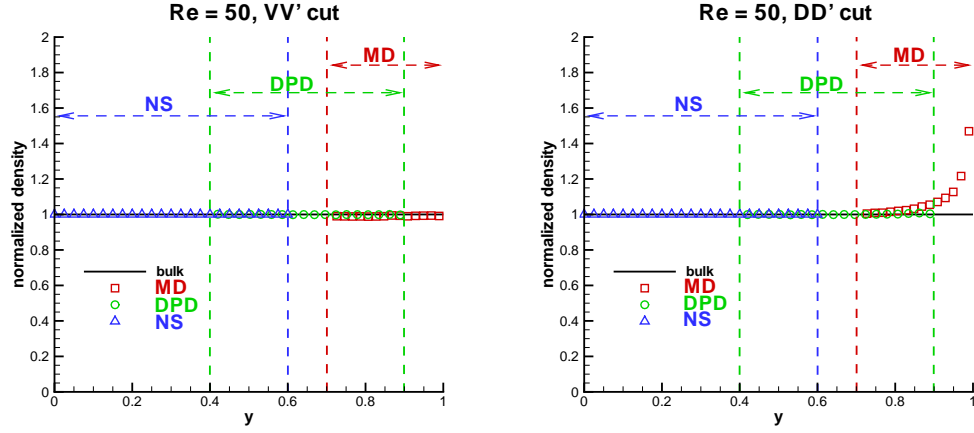 Re = 50, VV' cut
normalized density
2
1.8
1.6
1.4
1.2
1
0.8
0.6
0.4
0.2
0
MD
DPD
NS
bulk
MD
DPD
NS
0
0.2
0.4
0.6
0.8
1
y
Re = 50, DD' cut
normalized density
2
1.8
1.6
1.4
1.2
1
0.8
0.6
0.4
0.2
0
MD
DPD
NS
bulk
MD
DPD
NS
0
0.2
0.4
0.6
0.8
1
y